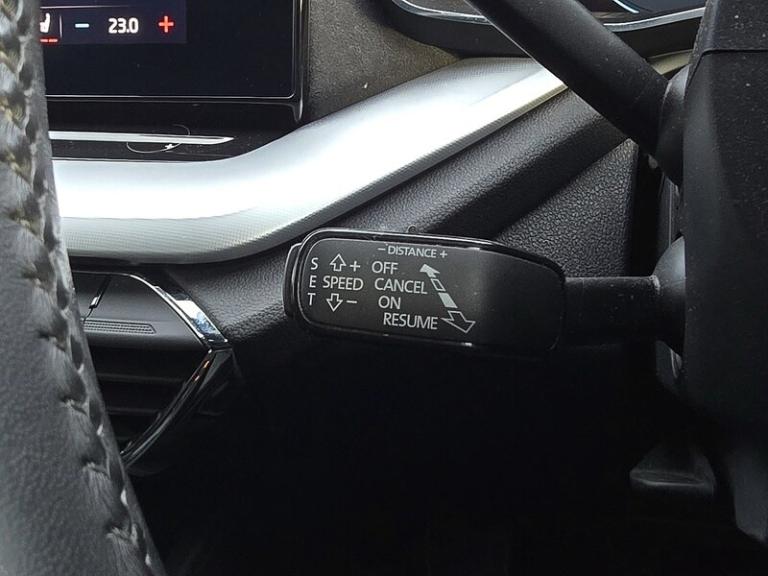 − 23.0 +
− DISTANCE +
S + OFF
E SPEED CANCEL
T − ON
RESUME